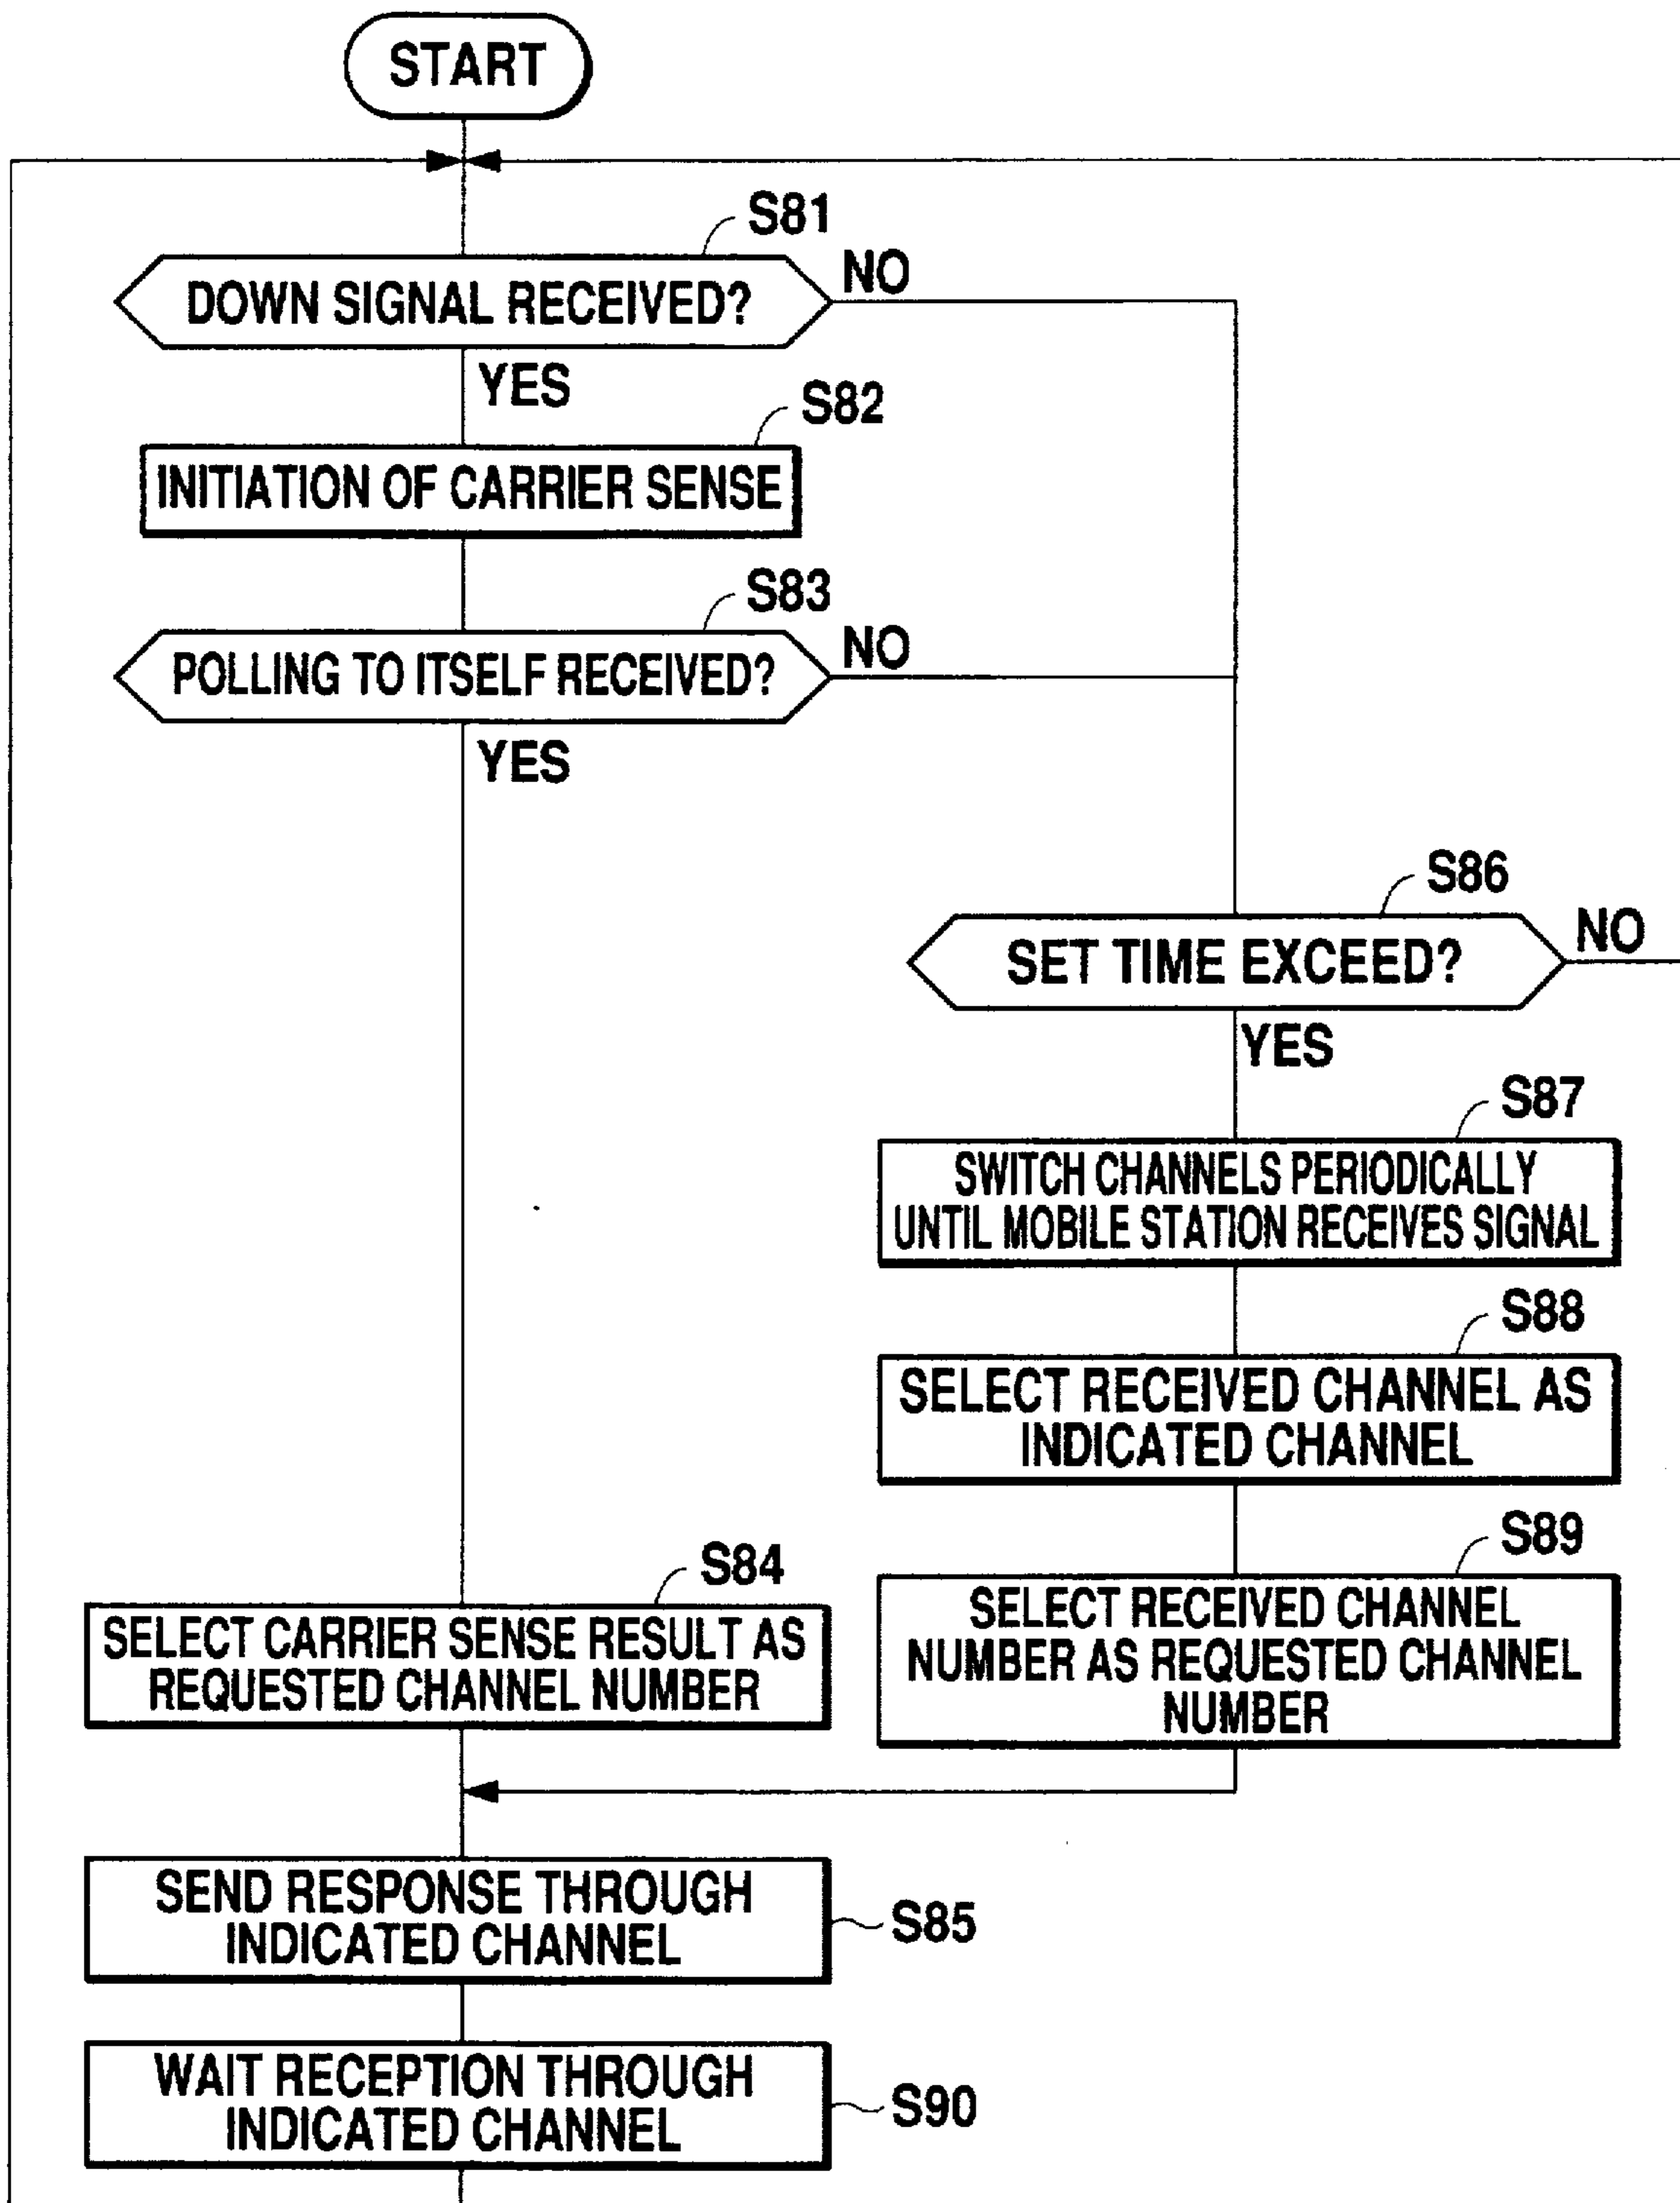 START
S81
DOWN SIGNAL RECEIVED?
NO
YES
S82
INITIATION OF CARRIER SENSE
S83
POLLING TO ITSELF RECEIVED?
NO
YES
S86
SET TIME EXCEED?
NO
YES
S87
SWITCH CHANNELS PERIODICALLY
UNTIL MOBILE STATION RECEIVES SIGNAL
S88
SELECT RECEIVED CHANNEL AS
INDICATED CHANNEL
S89
SELECT RECEIVED CHANNEL
NUMBER AS REQUESTED CHANNEL
NUMBER
S84
SELECT CARRIER SENSE RESULT AS
REQUESTED CHANNEL NUMBER
SEND RESPONSE THROUGH
INDICATED CHANNEL
S85
WAIT RECEPTION THROUGH
INDICATED CHANNEL
S90